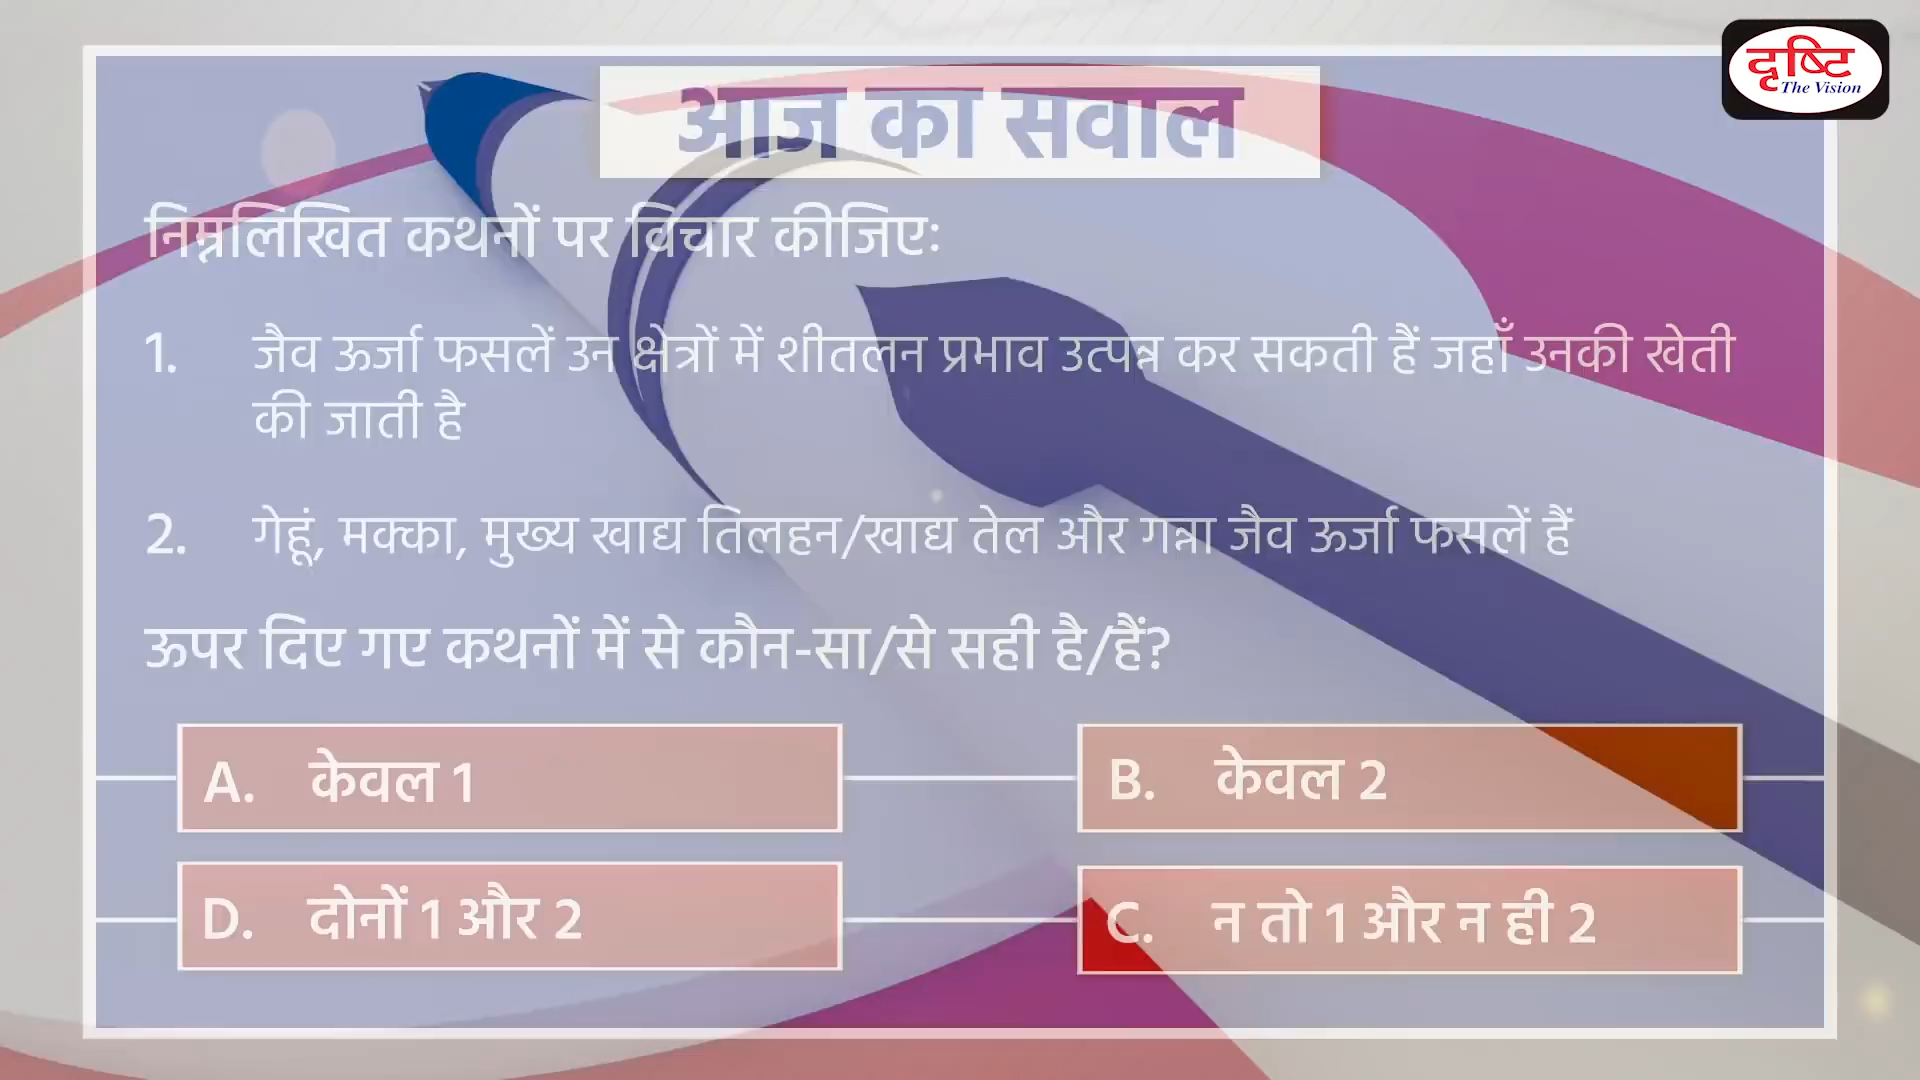 दृष्टि
The Vision
आज का सवाल
निम्नलिखित कथनों पर विचार कीजिए:
1. जैव ऊर्जा फसलें उन क्षेत्रों में शीतलन प्रभाव उत्पन्न कर सकती हैं जहाँ उनकी खेती
की जाती है
2. गेहूं, मक्का, मुख्य खाद्य तिलहन/खाद्य तेल और गन्ना जैव ऊर्जा फसलें हैं
ऊपर दिए गए कथनों में से कौन-सा/से सही है/हैं?
A. केवल 1
B. केवल 2
D. दोनों 1 और 2
C. न तो 1 और न ही 2